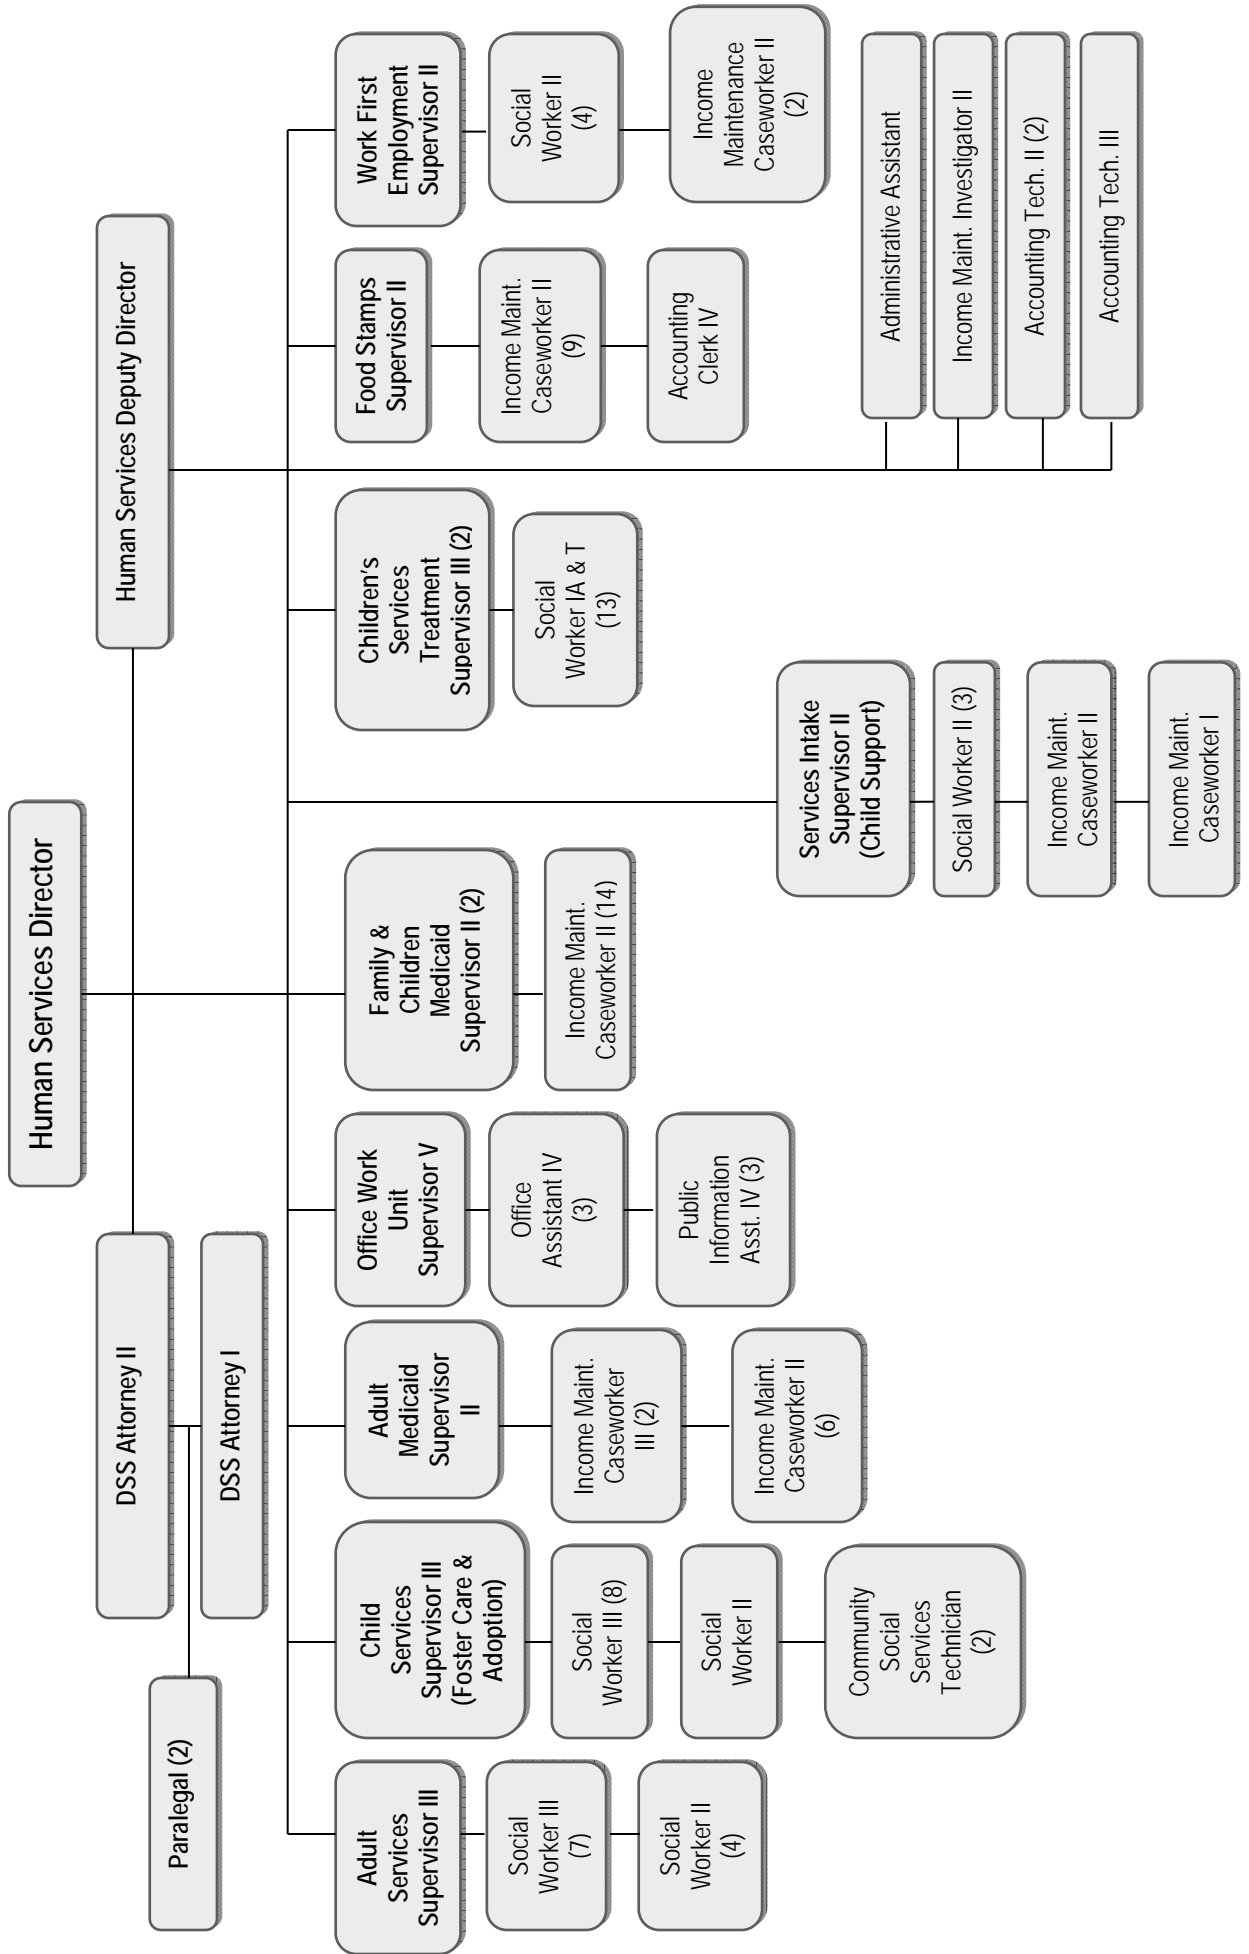 Human Services Director
DSS Attorney II
Human Services Deputy Director
Paralegal (2)
DSS Attorney I
Adult
Services
Supervisor III
Social
Worker III
(7)
Social
Worker II
(4)
Child
Services
Supervisor III
(Foster Care &
Adoption)
Social
Worker III (8)
Social
Worker II
Community
Social
Services
Technician
(2)
Adult
Medicaid
Supervisor
II
Income Maint.
Caseworker
III (2)
Income Maint.
Caseworker II
(6)
Office Work
Unit
Supervisor V
Office
Assistant IV
(3)
Public
Information
Asst. IV (3)
Family &
Children
Medicaid
Supervisor II (2)
Income Maint.
Caseworker II (14)
Services Intake
Supervisor II
(Child Support)
Social Worker II (3)
Income Maint.
Caseworker II
Income Maint.
Caseworker I
Children's
Services
Treatment
Supervisor III (2)
Social
Worker IA & T
(13)
Food Stamps
Supervisor II
Income Maint.
Caseworker II
(9)
Accounting
Clerk IV
Work First
Employment
Supervisor II
Social
Worker II
(4)
Income
Maintenance
Caseworker II
(2)
Administrative Assistant
Income Maint. Investigator II
Accounting Tech. II (2)
Accounting Tech. III